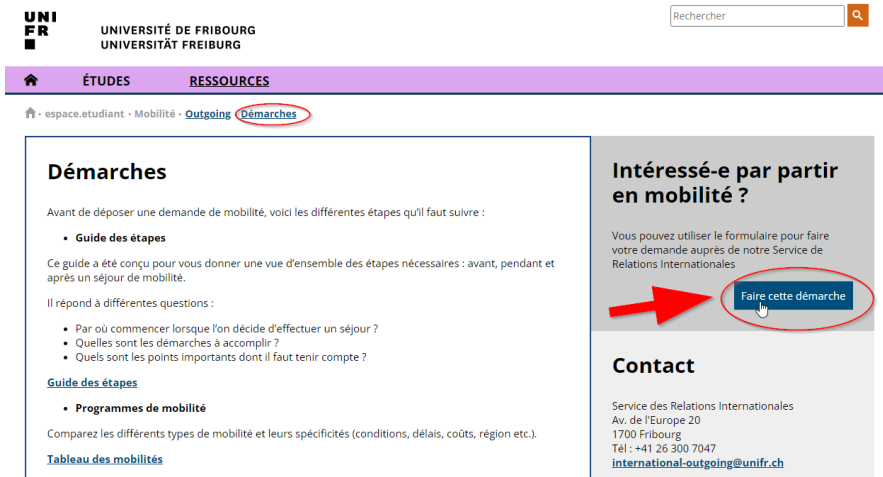 UNI
FR
UNIVERSITÉ DE FRIBOURG
UNIVERSITÄT FREIBURG
Rechercher
ÉTUDES RESSOURCES
espace.etudiant • Mobilité • Outgoing Démarches
Démarches
Avant de déposer une demande de mobilité, voici les différentes étapes qu'il faut suivre :
• Guide des étapes
Ce guide a été conçu pour vous donner une vue d'ensemble des étapes nécessaires : avant, pendant et
après un séjour de mobilité.
Il répond à différentes questions :
• Par où commencer lorsque l'on décide d'effectuer un séjour ?
• Quelles sont les démarches à accomplir ?
• Quels sont les points importants dont il faut tenir compte ?
Guide des étapes
• Programmes de mobilité
Comparez les différents types de mobilité et leurs spécificités (conditions, délais, coûts, région etc.).
Tableau des mobilités
Intéressé-e par partir
en mobilité ?
Vous pouvez utiliser le formulaire pour faire
votre demande auprès de notre Service de
Relations Internationales
Faire cette démarche
Contact
Service des Relations Internationales
Av. de l'Europe 20
1700 Fribourg
Tél : +41 26 300 7047
international-outgoing@unifr.ch